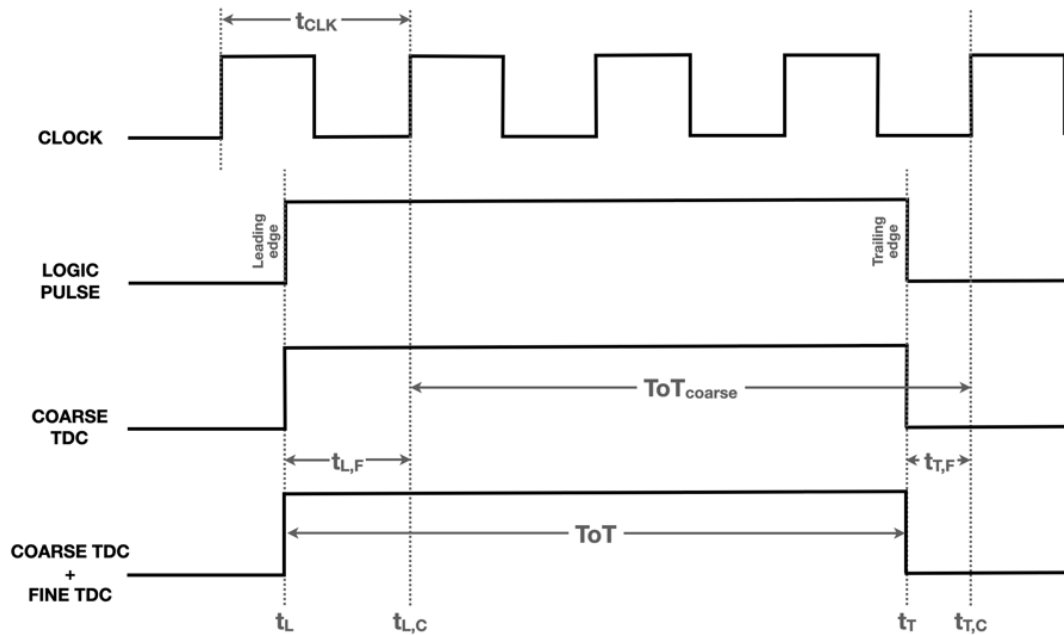 tCLK
CLOCK
Leading
edge
Trailing
edge
LOGIC
PULSE
ToTcoarse
COARSE
TDC
tL,F
tT,F
ToT
COARSE TDC
+
FINE TDC
tL
tL,C
tT
tT,C